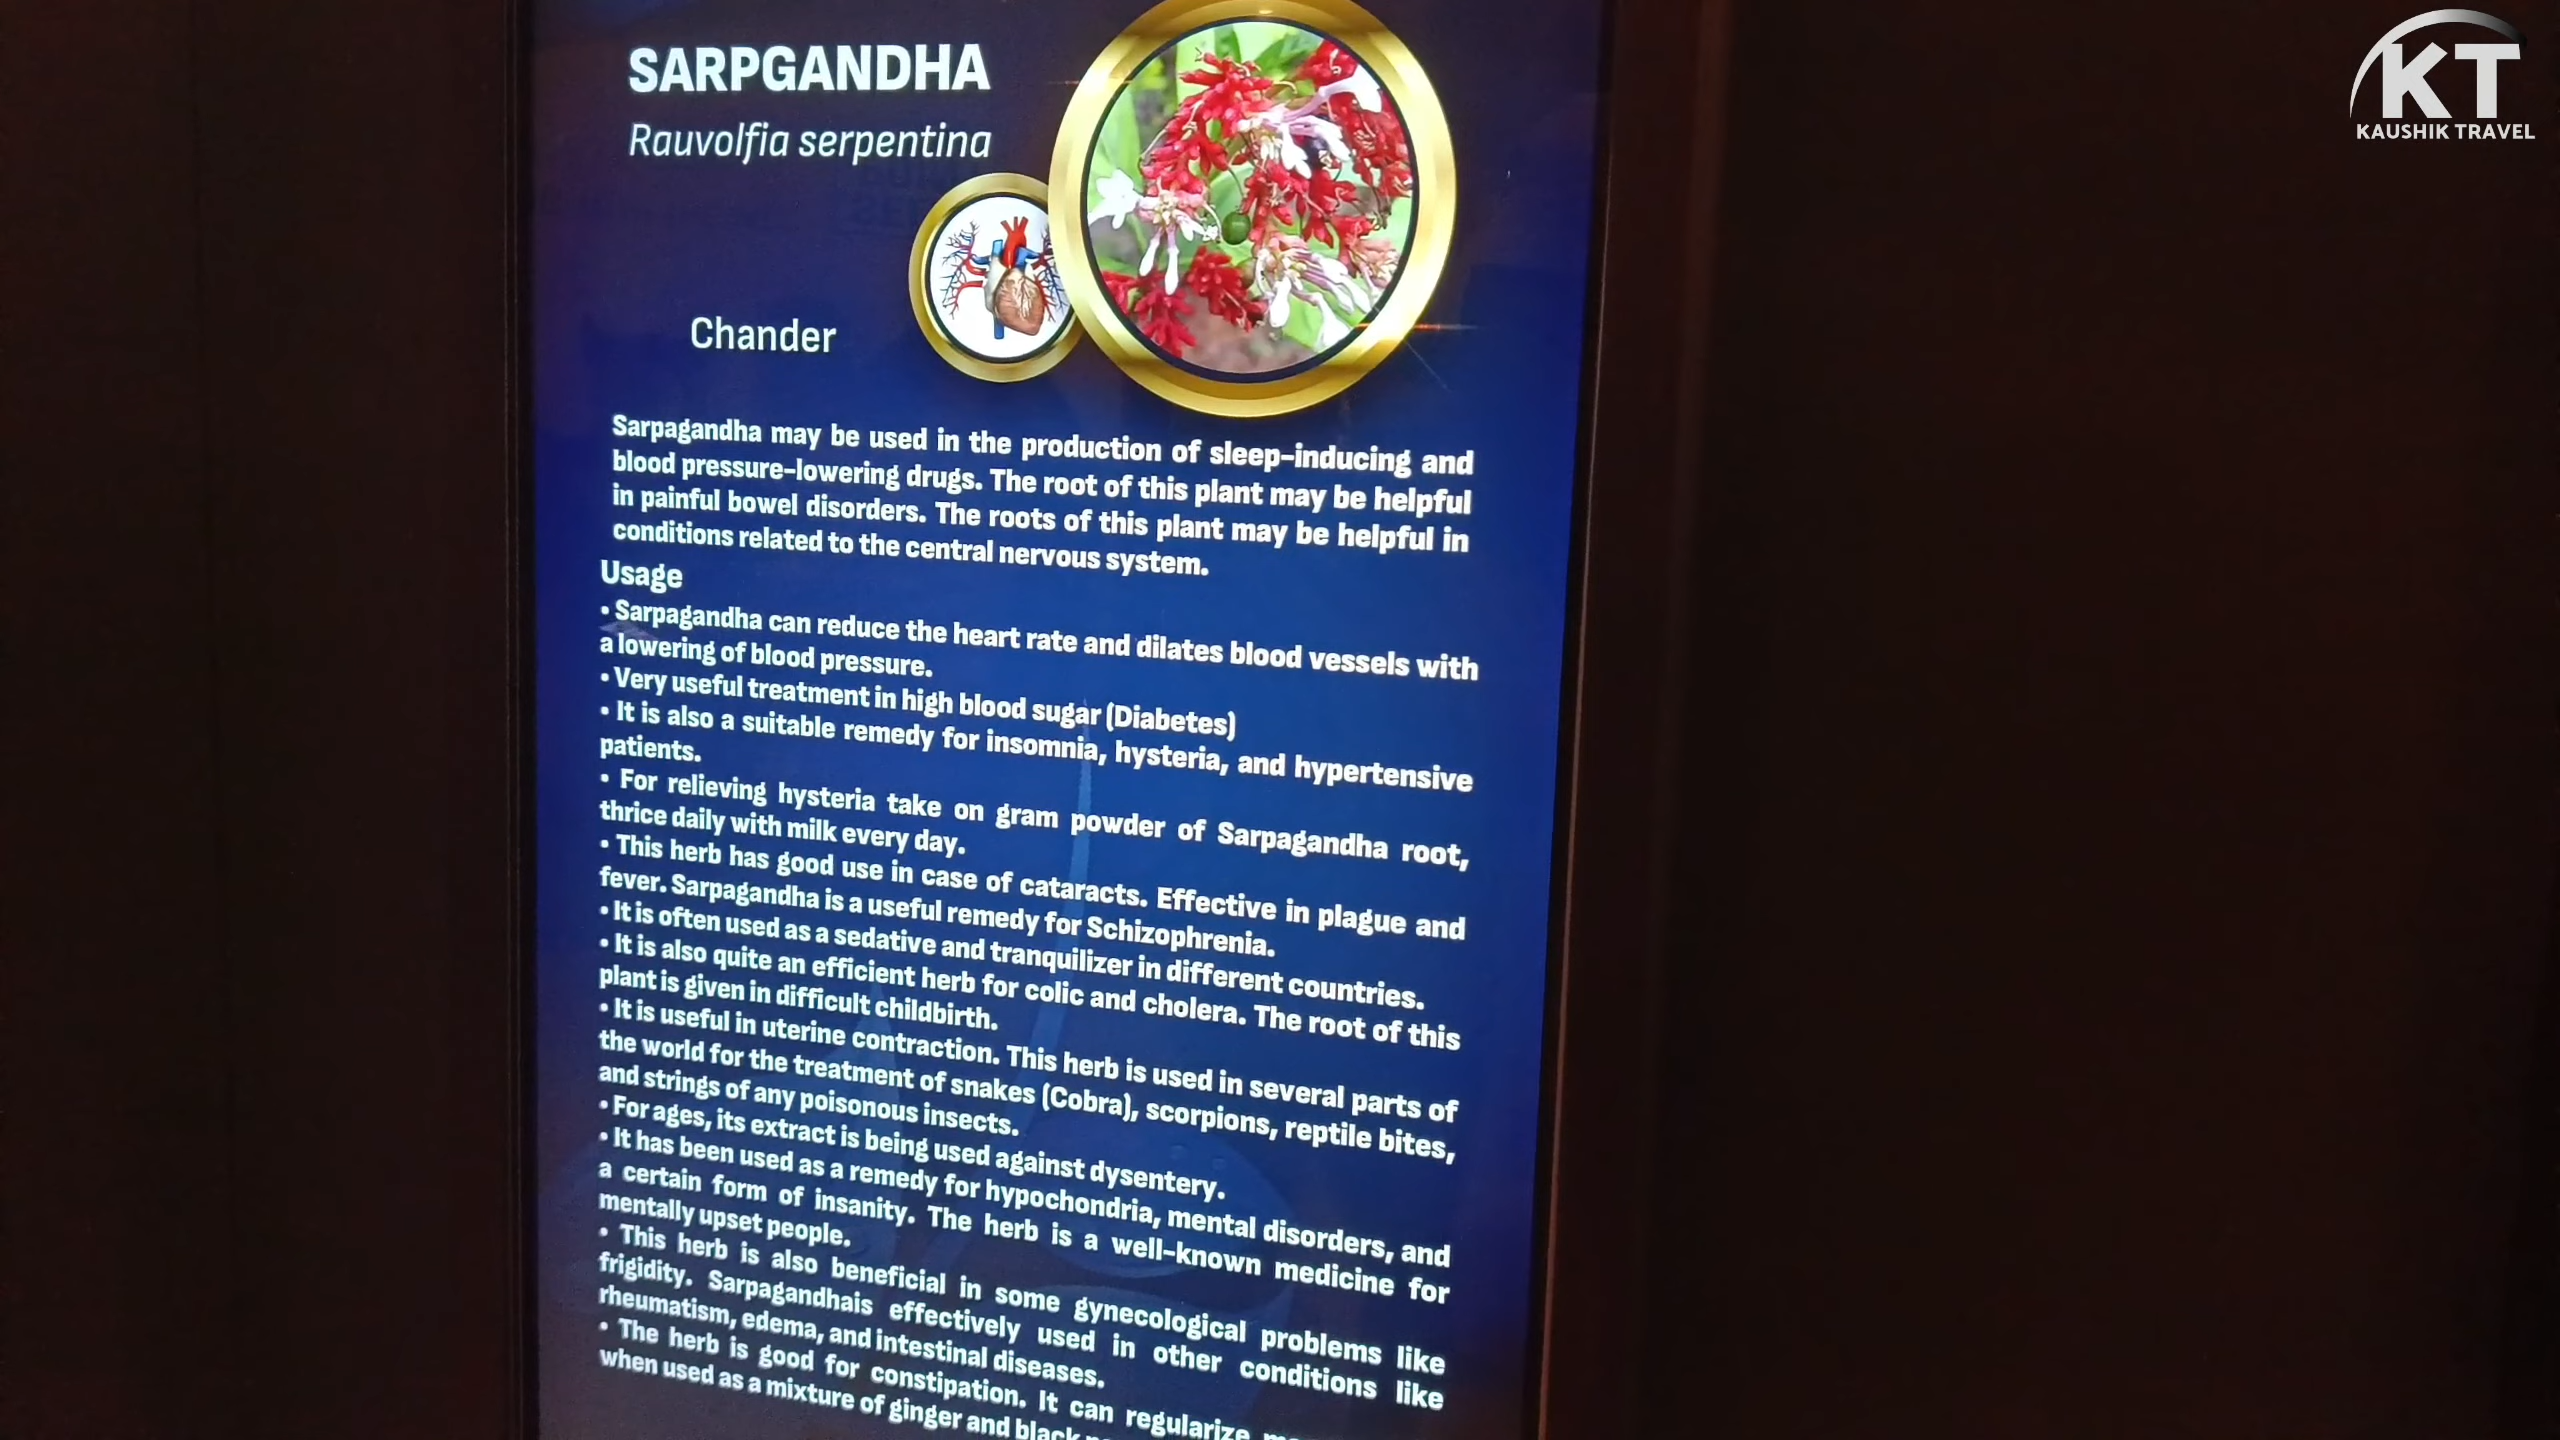 SARPGANDHA
Rauvolfia serpentina
KT
KAUSHIK TRAVEL
Chander
Sarpagandha may be used in the production of sleep-inducing and
blood pressure-lowering drugs. The root of this plant may be helpful
in painful bowel disorders. The roots of this plant may be helpful in
conditions related to the central nervous system.
Usage
• Sarpagandha can reduce the heart rate and dilates blood vessels with
a lowering of blood pressure.
• Very useful treatment in high blood sugar (Diabetes)
• It is also a suitable remedy for insomnia, hysteria, and hypertensive
patients.
• For relieving hysteria take on gram powder of Sarpagandha root,
thrice daily with milk every day.
• This herb has good use in case of cataracts. Effective in plague and
fever. Sarpagandha is a useful remedy for Schizophrenia.
• It is often used as a sedative and tranquilizer in different countries.
• It is also quite an efficient herb for colic and cholera. The root of this
plant is given in difficult childbirth.
• It is useful in uterine contraction. This herb is used in several parts of
the world for the treatment of snakes (Cobra), scorpions, reptile bites,
and strings of any poisonous insects.
• For ages, its extract is being used against dysentery.
• It has been used as a remedy for hypochondria, mental disorders, and
a certain form of insanity. The herb is a well-known medicine for
mentally upset people.
• This herb is also beneficial in some gynecological problems like
frigidity. Sarpagandhais effectively used in other conditions like
rheumatism, edema, and intestinal diseases.
• The herb is good for constipation. It can regularize
when used as a mixture of ginger and black